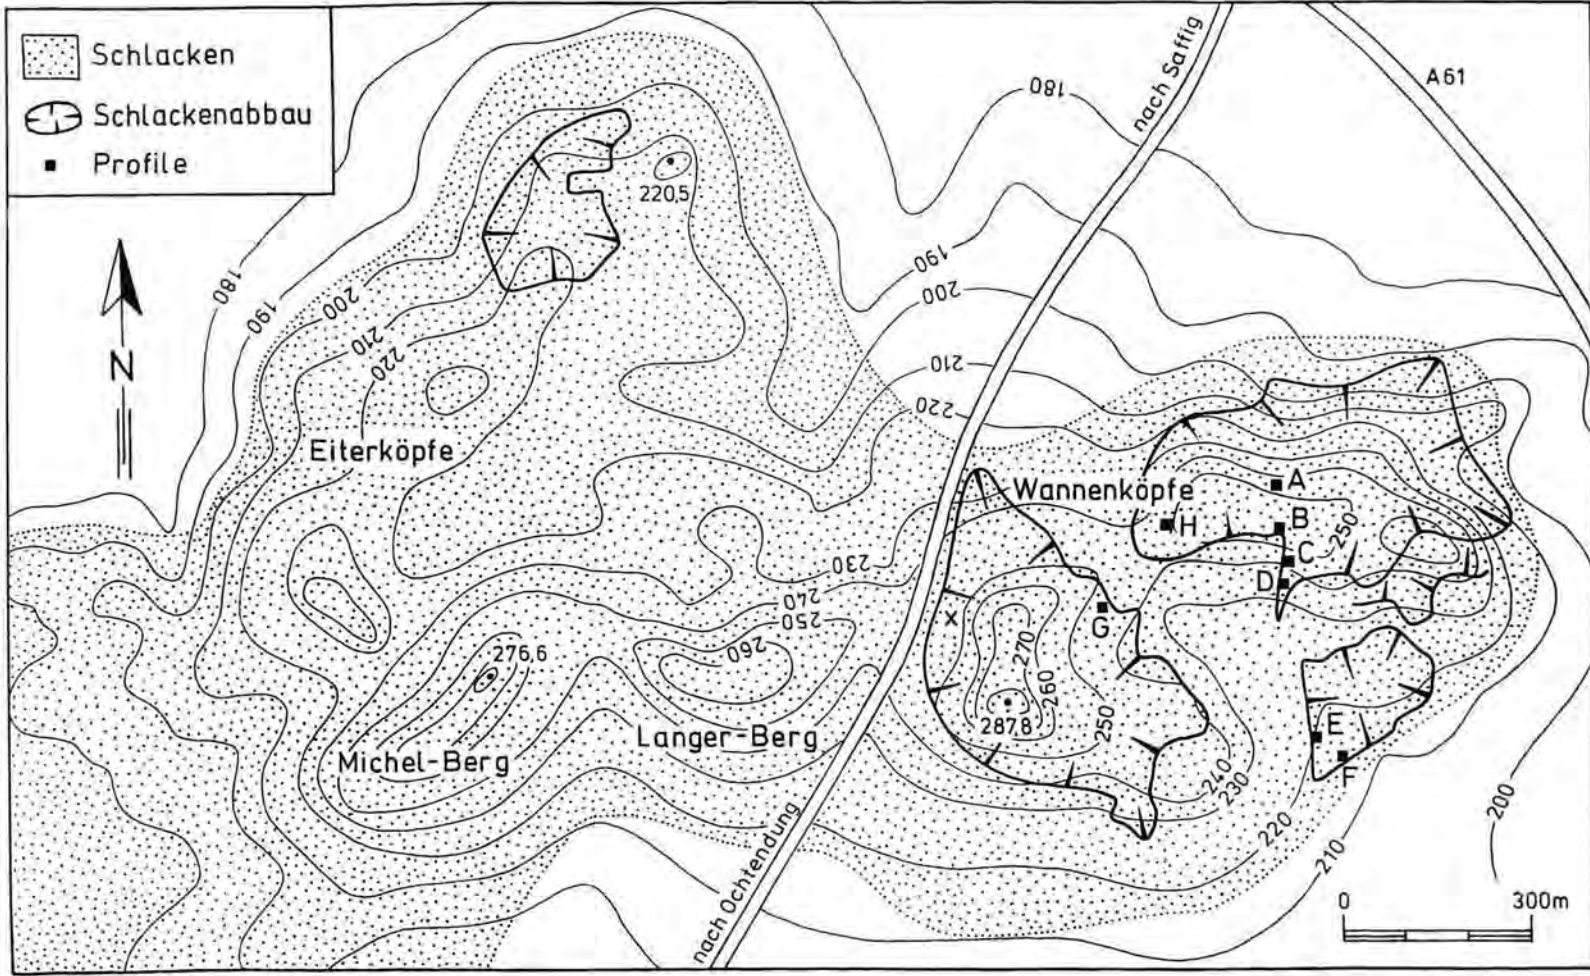 Schlacken
Schlackenabbau
Profile
A61
nach Saffig
180
220,5
190
200
180
190
200
210
220
N
210
220
Eiterköpfe
Wannenköpfe
A
H
B
250
C
D
230
240
250
260
G
X
276,6
270
260
250
287,8
Langer-Berg
Michel-Berg
E
F
240
230
220
210
200
nach Ochtendung
0 300m